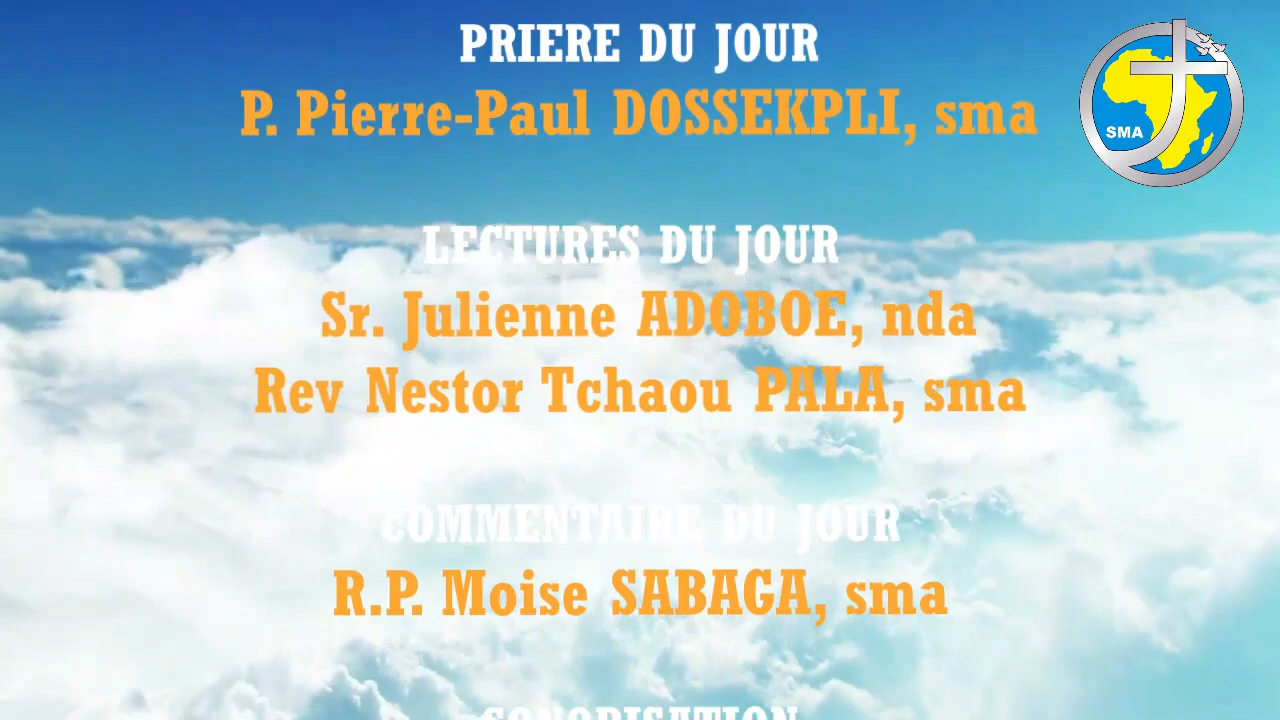 PRIERE DU JOUR
P. Pierre-Paul DOSSEKPLI, sma
SMA
LECTURES DU JOUR
Sr. Julienne ADOBOE, nda
Rev Nestor Tchaou PALA, sma
COMMENTAIRE DU JOUR
R.P. Moise SABAGA, sma
SONORISATION